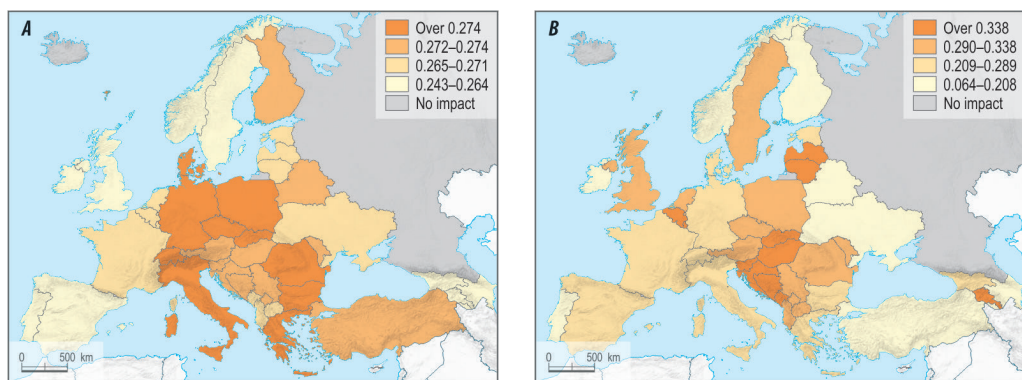 A
Over 0.274
0.272–0.274
0.265–0.271
0.243–0.264
No impact
0 500 km
B
Over 0.338
0.290–0.338
0.209–0.289
0.064–0.208
No impact
0 500 km